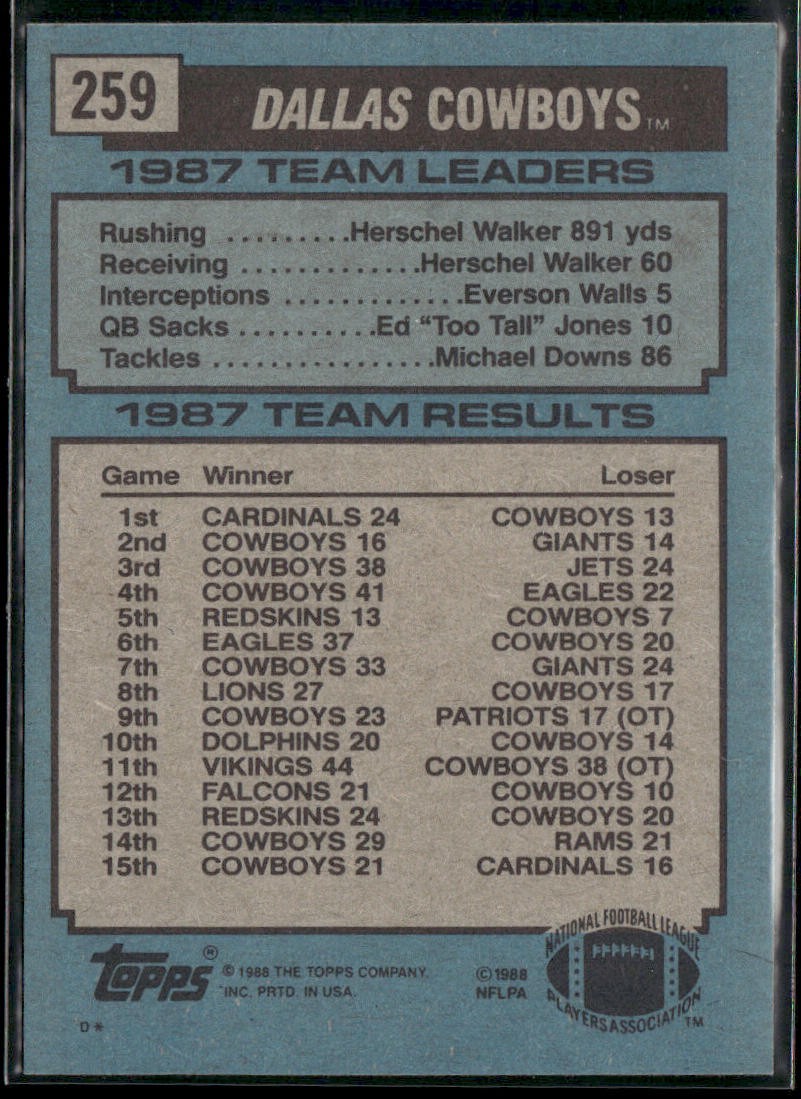 259
DALLAS COWBOYS™
1987 TEAM LEADERS
Rushing .........Herschel Walker 891 yds
Receiving .............Herschel Walker 60
Interceptions .............Everson Walls 5
QB Sacks ..........Ed “Too Tall” Jones 10
Tackles .................Michael Downs 86
1987 TEAM RESULTS
Game Winner Loser
1st CARDINALS 24 COWBOYS 13
2nd COWBOYS 16 GIANTS 14
3rd COWBOYS 38 JETS 24
4th COWBOYS 41 EAGLES 22
5th REDSKINS 13 COWBOYS 7
6th EAGLES 37 COWBOYS 20
7th COWBOYS 33 GIANTS 24
8th LIONS 27 COWBOYS 17
9th COWBOYS 23 PATRIOTS 17 (OT)
10th DOLPHINS 20 COWBOYS 14
11th VIKINGS 44 COWBOYS 38 (OT)
12th FALCONS 21 COWBOYS 10
13th REDSKINS 24 COWBOYS 20
14th COWBOYS 29 RAMS 21
15th COWBOYS 21 CARDINALS 16
topps®
© 1988 THE TOPPS COMPANY.
INC. PRTD. IN USA.
© 1988
NFLPA
NATIONAL FOOTBALL LEAGUE
PLAYERS ASSOCIATION ™
D*